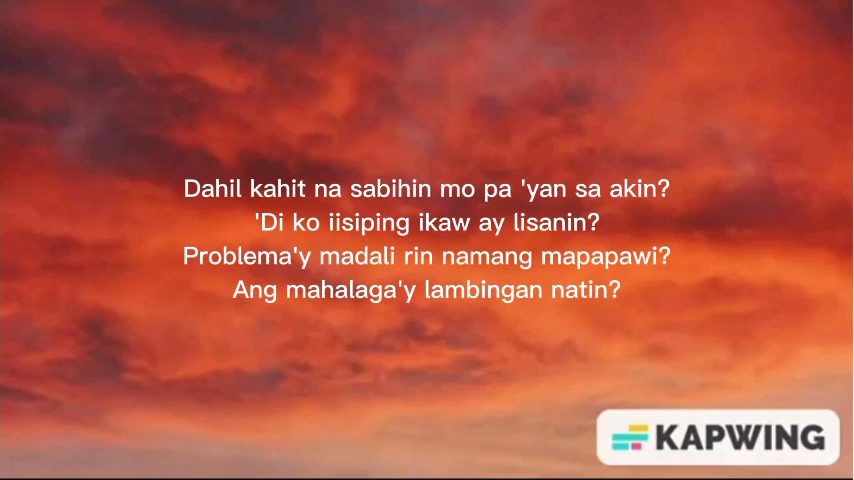 Dahil kahit na sabihin mo pa 'yan sa akin?
'Di ko iisiping ikaw ay lisanin?
Problema'y madali rin namang mapapawi?
Ang mahalaga'y lambingan natin?
KAPWING